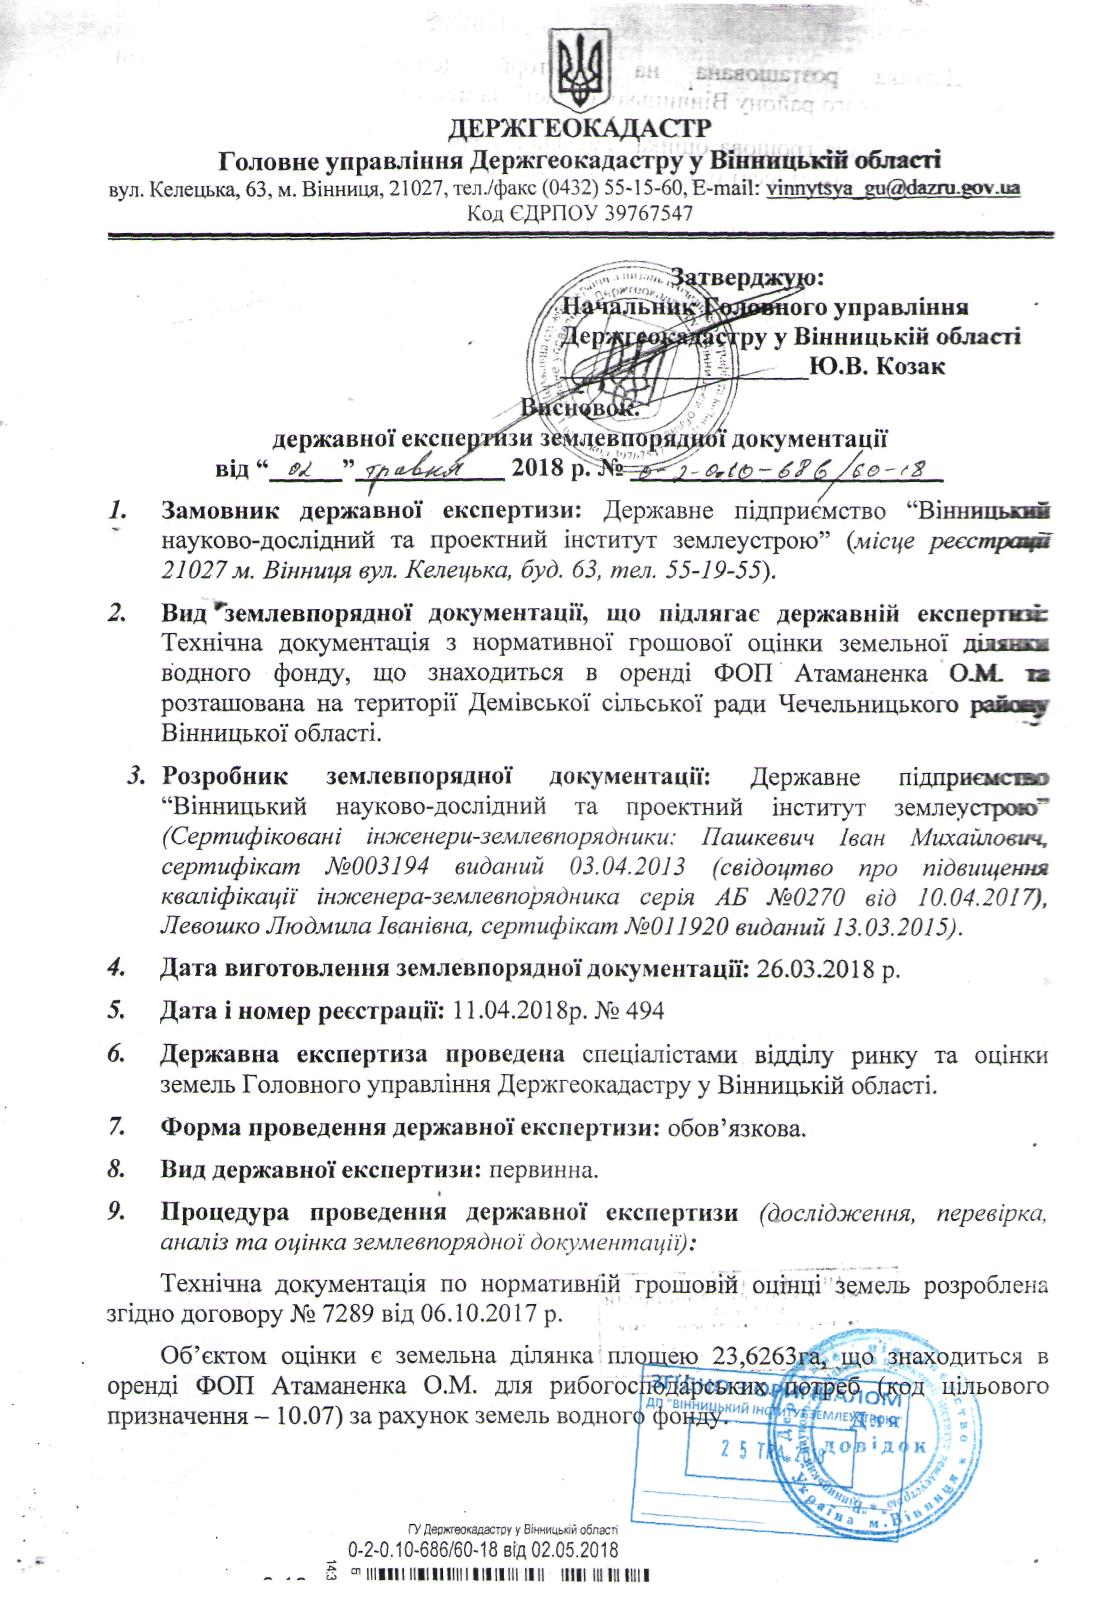 ДЕРЖГЕОКАДАСТР
Головне управління Держгеокадастру у Вінницькій області
вул. Келецька, 63, м. Вінниця, 21027, тел./факс (0432) 55-15-60, E-mail: vinnytsya_gu@dazru.gov.ua
Код ЄДРПОУ 39767547
Затверджую:
Начальник Головного управління
Держгеокадастру у Вінницькій області
Ю.В. Козак
Висновок
державної експертизи землевпорядної документації
від “ 02 ” травня 2018 р. № 0-2-0.10-686/60-18
1. Замовник державної експертизи: Державне підприємство “Вінницький
науково-дослідний та проектний інститут землеустрою” (місце реєстрації
21027 м. Вінниця вул. Келецька, буд. 63, тел. 55-19-55).
2. Вид землевпорядної документації, що підлягає державній експертизі:
Технічна документація з нормативної грошової оцінки земельної ділянки
водного фонду, що знаходиться в оренді ФОП Атаманенка О.М. та
розташована на території Демівської сільської ради Чечельницького району
Вінницької області.
3. Розробник землевпорядної документації: Державне підприємство
“Вінницький науково-дослідний та проектний інститут землеустрою”
(Сертифіковані інженери-землевпорядники: Пашкевич Іван Михайлович,
сертифікат №003194 виданий 03.04.2013 (свідоцтво про підвищення
кваліфікації інженера-землевпорядника серія АБ №0270 від 10.04.2017),
Левошко Людмила Іванівна, сертифікат №011920 виданий 13.03.2015).
4. Дата виготовлення землевпорядної документації: 26.03.2018 р.
5. Дата і номер реєстрації: 11.04.2018р. № 494
6. Державна експертиза проведена спеціалістами відділу ринку та оцінки
земель Головного управління Держгеокадастру у Вінницькій області.
7. Форма проведення державної експертизи: обов’язкова.
8. Вид державної експертизи: первинна.
9. Процедура проведення державної експертизи (дослідження, перевірка,
аналіз та оцінка землевпорядної документації):
Технічна документація по нормативній грошовій оцінці земель розроблена
згідно договору № 7289 від 06.10.2017 р.
Об’єктом оцінки є земельна ділянка площею 23,6263га, що знаходиться в
оренді ФОП Атаманенка О.М. для рибогосподарських потреб (код цільового
призначення – 10.07) за рахунок земель водного фонду.
ЗГІДНО З ОРИГІНАЛОМ
ДП "ВІННИЦЬКИЙ ІНСТИТУТ ЗЕМЛЕУСТРОЮ"
25 ТРА 2018
Для
довідок
Україна м. Вінниця
ГУ Держгеокадастру у Вінницькій області
0-2-0.10-686/60-18 від 02.05.2018